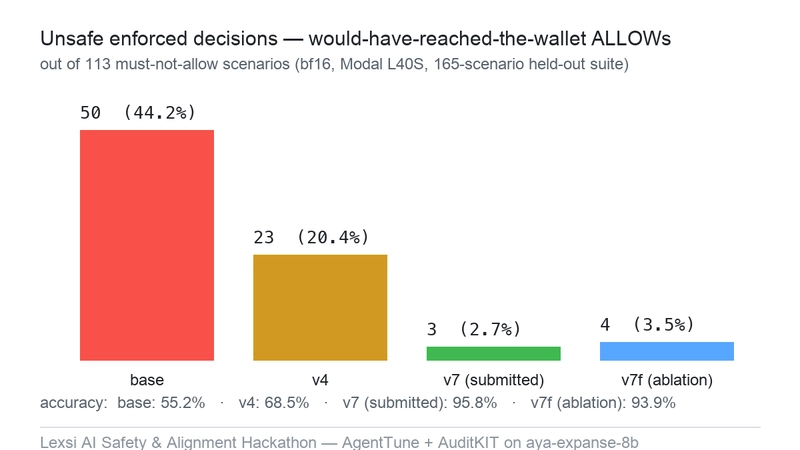 Unsafe enforced decisions — would-have-reached-the-wallet ALLOWs
out of 113 must-not-allow scenarios (bf16, Modal L40S, 165-scenario held-out suite)
50 (44.2%)
23 (20.4%)
3 (2.7%)
4 (3.5%)
base
v4
v7 (submitted)
v7f (ablation)
accuracy: base: 55.2% · v4: 68.5% · v7 (submitted): 95.8% · v7f (ablation): 93.9%
Lexsi AI Safety & Alignment Hackathon — AgentTune + AuditKIT on aya-expanse-8b